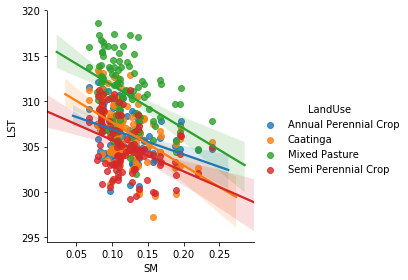 320
315
310
305
300
295
LST
0.05 0.10 0.15 0.20 0.25
SM
LandUse
Annual Perennial Crop
Caatinga
Mixed Pasture
Semi Perennial Crop